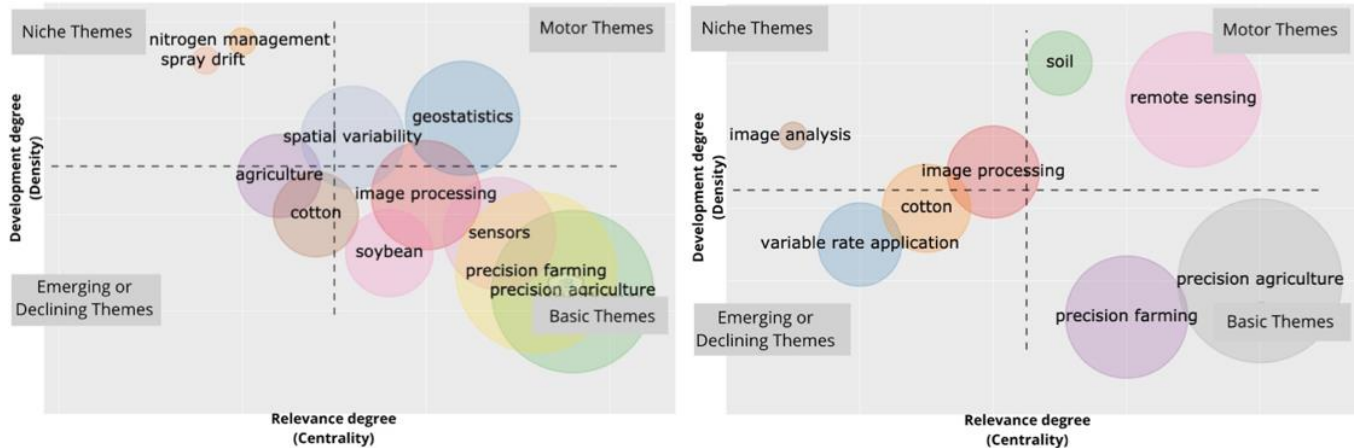 Niche Themes
Motor Themes
nitrogen management
spray drift
geostatistics
spatial variability
agriculture
image processing
cotton
sensors
soybean
precision farming
precision agriculture
Emerging or
Declining Themes
Basic Themes
Development degree
(Density)
Relevance degree
(Centrality)
Niche Themes
Motor Themes
soil
remote sensing
image analysis
image processing
cotton
variable rate application
precision agriculture
precision farming
Emerging or
Declining Themes
Basic Themes
Development degree
(Density)
Relevance degree
(Centrality)